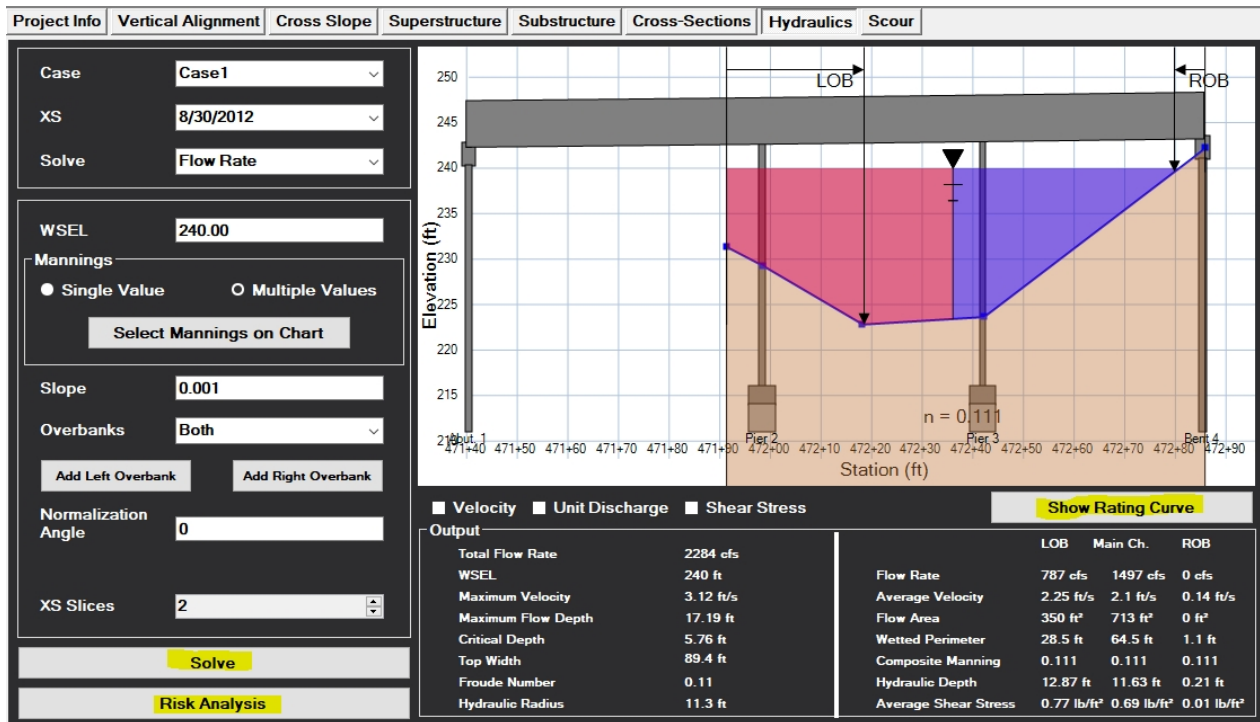 Project Info Vertical Alignment Cross Slope Superstructure Substructure Cross-Sections Hydraulics Scour
Case Case1
XS 8/30/2012
Solve Flow Rate
WSEL 240.00
Mannings
Single Value Multiple Values
Select Mannings on Chart
Slope 0.001
Overbanks Both
Add Left Overbank Add Right Overbank
Normalization
Angle 0
XS Slices 2
Solve
Risk Analysis
LOB ROB
Elevation (ft)
250
245
240
235
230
225
220
215
210
n = 0.111
Abut. 1 Pier 2 Pier 3 Bent 4
471+40 471+50 471+60 471+70 471+80 471+90 472+00 472+10 472+20 472+30 472+40 472+50 472+60 472+70 472+80 472+90
Station (ft)
Velocity Unit Discharge Shear Stress
Show Rating Curve
Output
Total Flow Rate 2284 cfs
WSEL 240 ft
Maximum Velocity 3.12 ft/s
Maximum Flow Depth 17.19 ft
Critical Depth 5.76 ft
Top Width 89.4 ft
Froude Number 0.11
Hydraulic Radius 11.3 ft
LOB Main Ch. ROB
Flow Rate 787 cfs 1497 cfs 0 cfs
Average Velocity 2.25 ft/s 2.1 ft/s 0.14 ft/s
Flow Area 350 ft² 713 ft² 0 ft²
Wetted Perimeter 28.5 ft 64.5 ft 1.1 ft
Composite Manning 0.111 0.111 0.111
Hydraulic Depth 12.87 ft 11.63 ft 0.21 ft
Average Shear Stress 0.77 lb/ft² 0.69 lb/ft² 0.01 lb/ft²